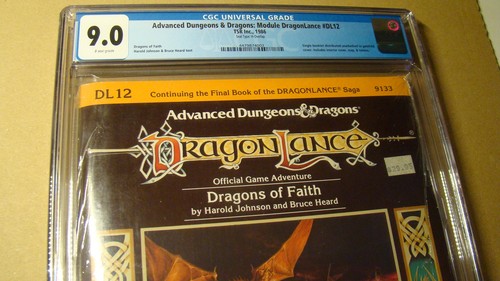 CGC UNIVERSAL GRADE
9.0
Advanced Dungeons & Dragons: Module DragonLance #DL12
TSR Inc., 1986
Dragons of Faith
Harold Johnson & Bruce Heard text
DL12
Continuing the Final Book of the DRAGONLANCE® Saga
9133
Advanced Dungeons & Dragons®
DRAGONLANCE
Official Game Adventure
Dragons of Faith
by Harold Johnson and Bruce Heard